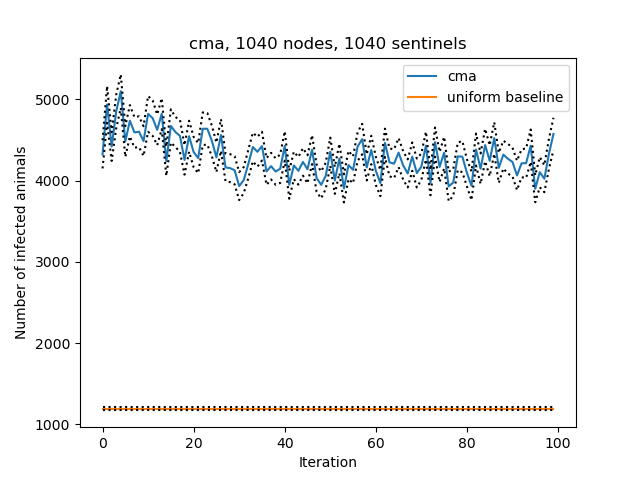 cma, 1040 nodes, 1040 sentinels
cma
uniform baseline
Number of infected animals
5000
4000
3000
2000
1000
0 20 40 60 80 100
Iteration